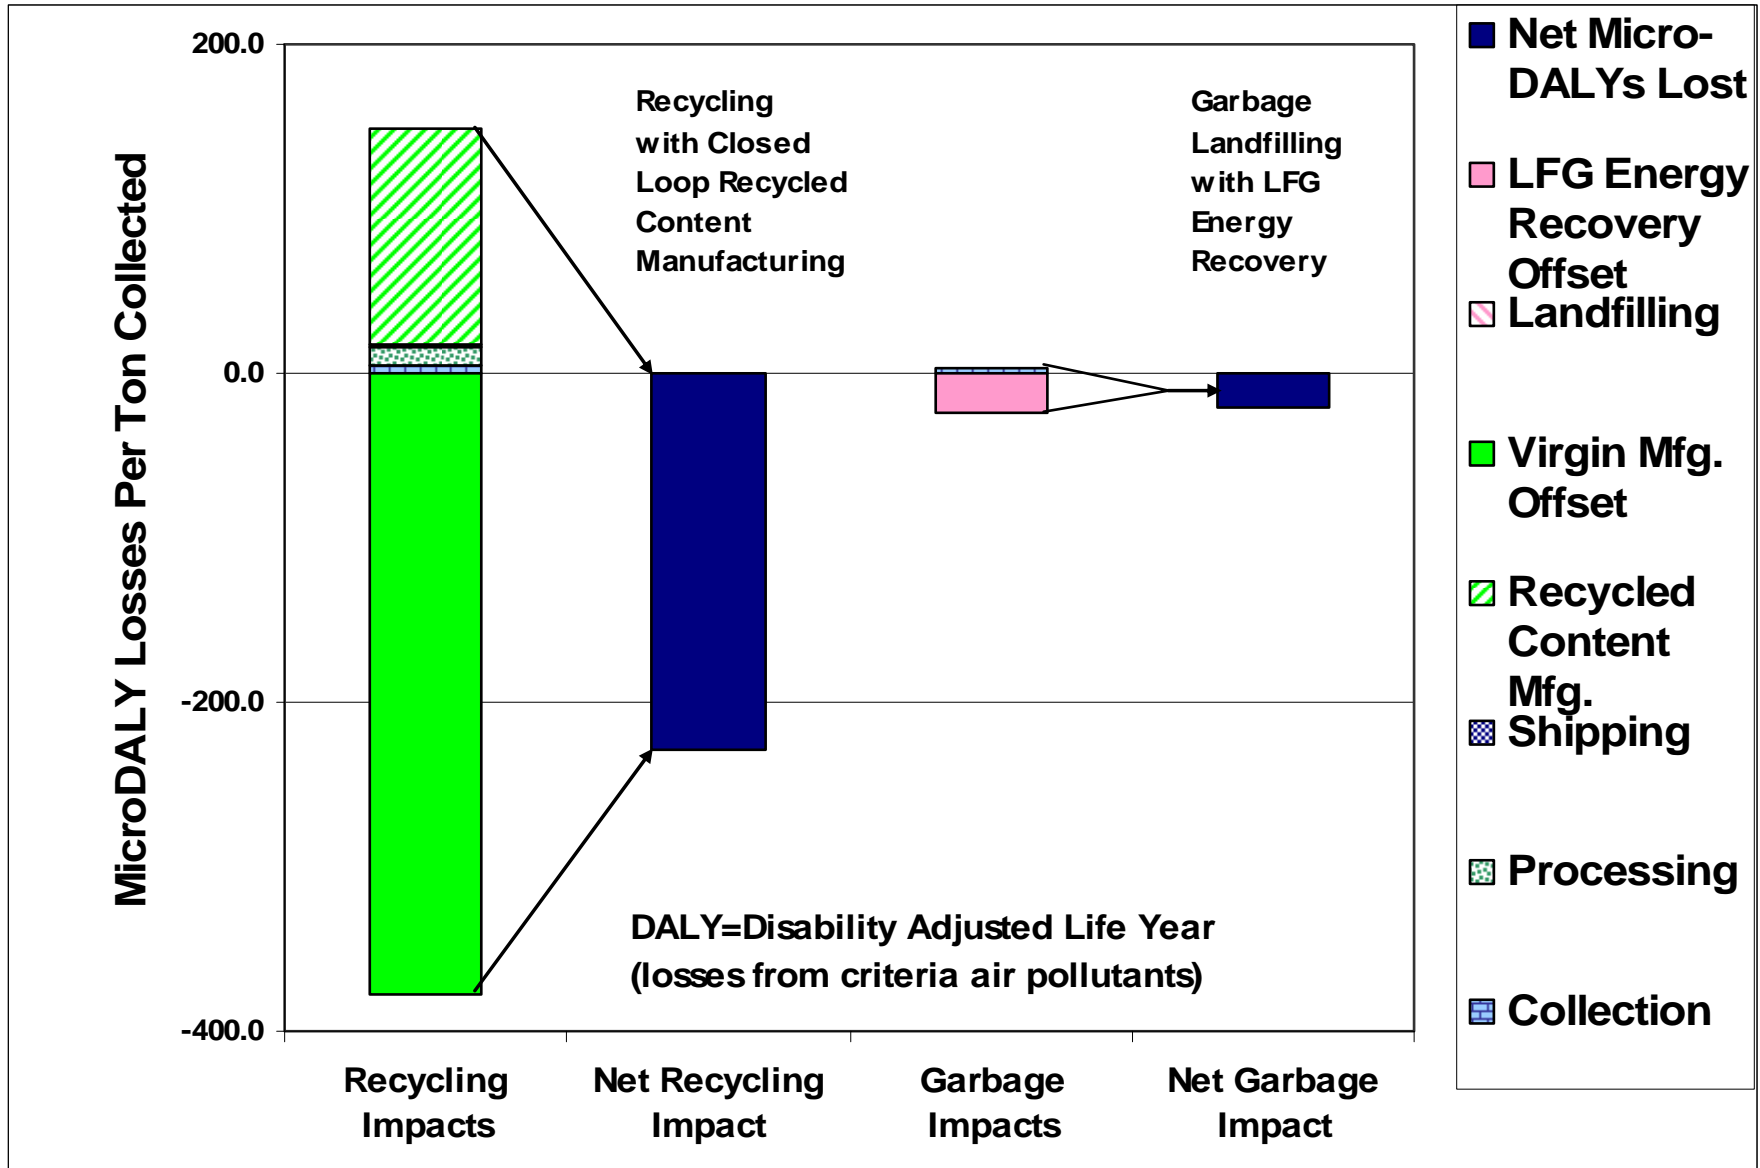 MicroDALY Losses Per Ton Collected
200.0
0.0
-200.0
-400.0
Recycling
with Closed
Loop Recycled
Content
Manufacturing
Garbage
Landfilling
with LFG
Energy
Recovery
DALY=Disability Adjusted Life Year
(losses from criteria air pollutants)
Recycling
Impacts
Net Recycling
Impact
Garbage
Impacts
Net Garbage
Impact
Net Micro-
DALYs Lost
LFG Energy
Recovery
Offset
Landfilling
Virgin Mfg.
Offset
Recycled
Content
Mfg.
Shipping
Processing
Collection